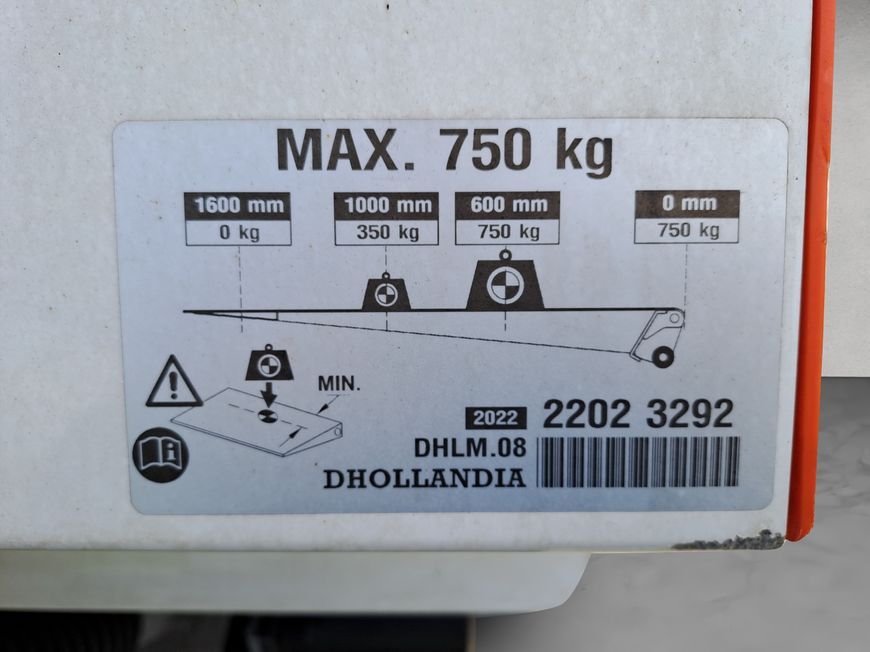 MAX. 750 kg
1600 mm 1000 mm 600 mm 0 mm
0 kg 350 kg 750 kg 750 kg
MIN.
2022 2202 3292
DHLM.08
DHOLLANDIA